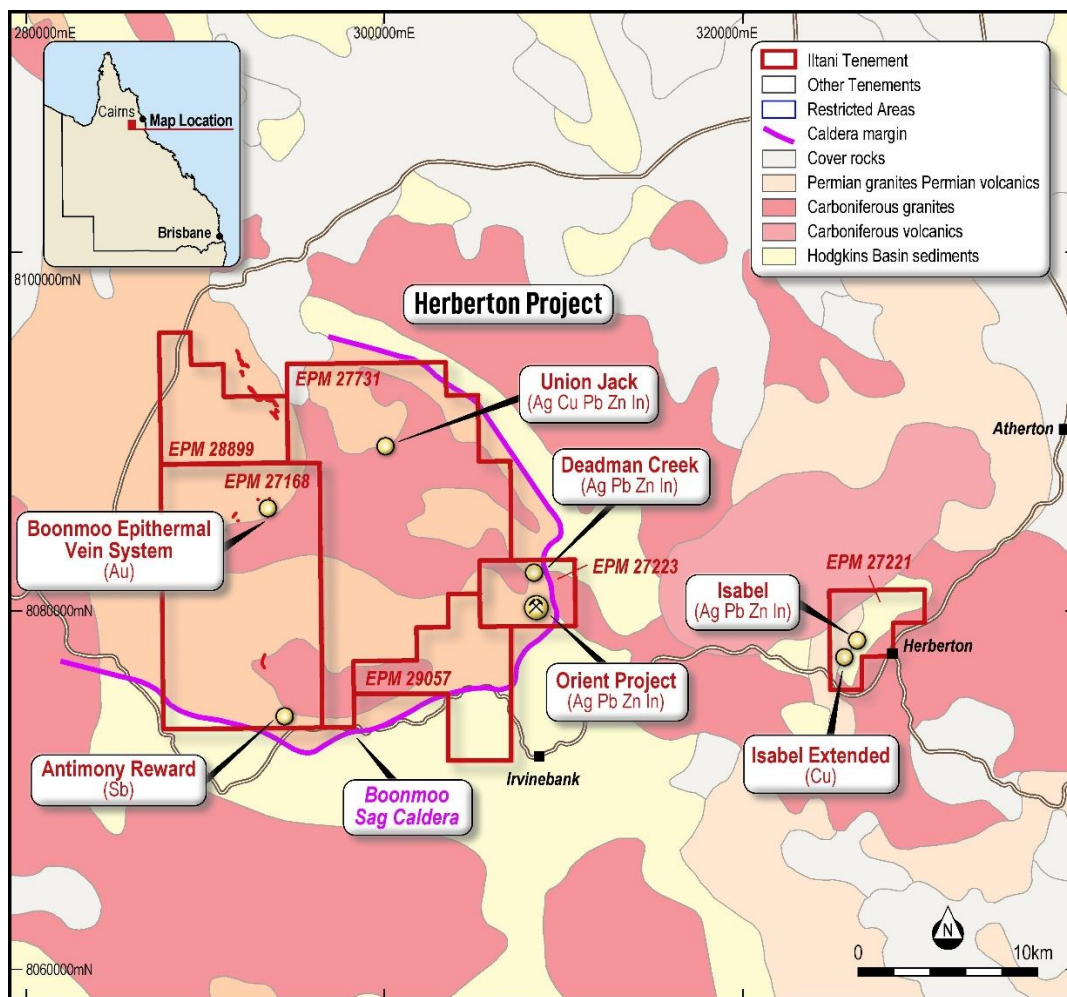 280000mE
300000mE
320000mE
8100000mN
8080000mN
8060000mN
Cairns
Map Location
Brisbane
Iltani Tenement
Other Tenements
Restricted Areas
Caldera margin
Cover rocks
Permian granites Permian volcanics
Carboniferous granites
Carboniferous volcanics
Hodgkins Basin sediments
Herberton Project
EPM 27731
Union Jack
(Ag Cu Pb Zn In)
Atherton
EPM 28899
Deadman Creek
(Ag Pb Zn In)
EPM 27168
Boonmoo Epithermal
Vein System
(Au)
EPM 27223
EPM 27221
Isabel
(Ag Pb Zn In)
Herberton
EPM 29057
Orient Project
(Ag Pb Zn In)
Antimony Reward
(Sb)
Boonmoo
Sag Caldera
Irvinebank
Isabel Extended
(Cu)
N
0
10km